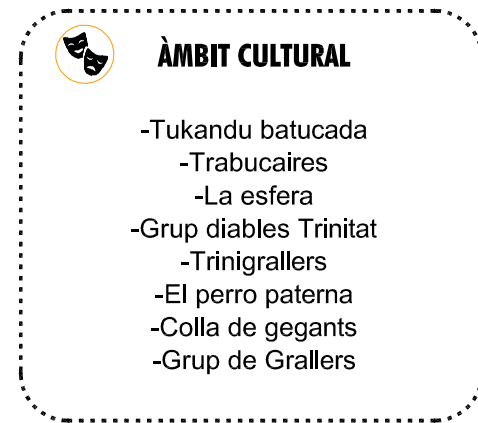 ÀMBIT CULTURAL
-Tukandu batucada
-Trabucaires
-La esfera
-Grup diables Trinitat
-Trinigrallers
-El perro paterna
-Colla de gegants
-Grup de Grallers